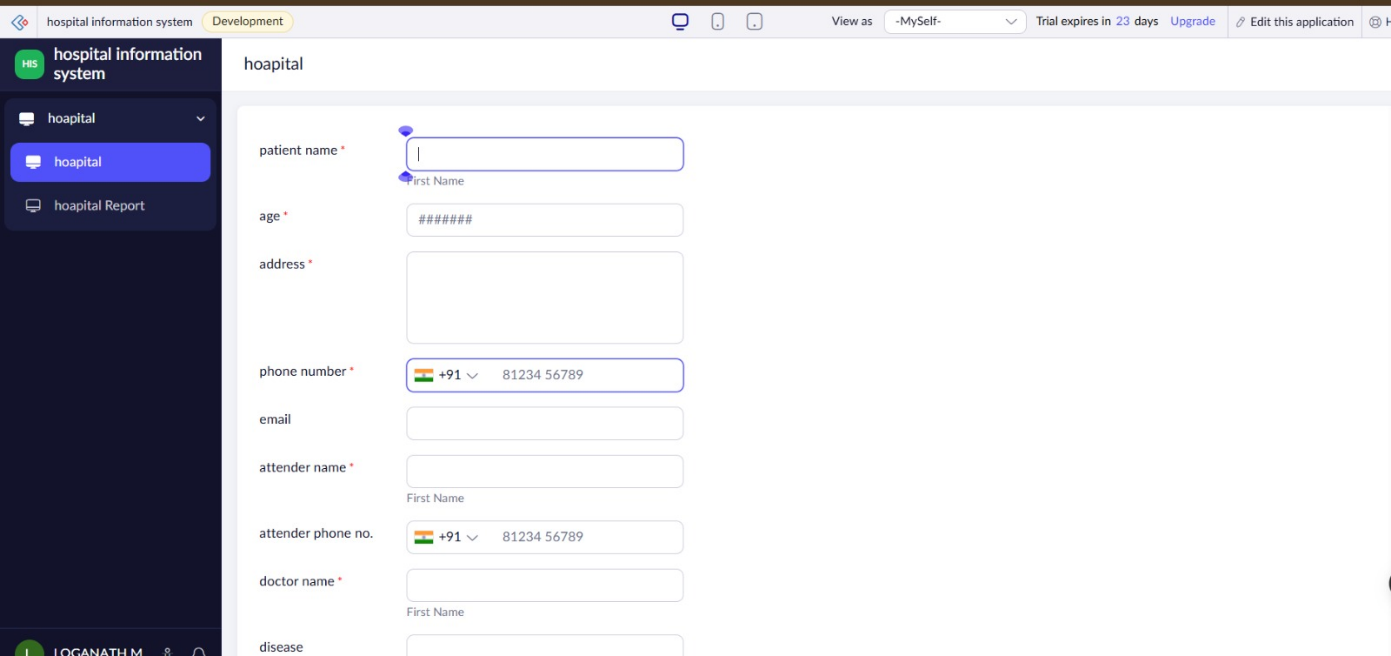 hospital information system Development View as -MySelf- Trial expires in 23 days Upgrade Edit this application
HIS hospital information
system
hoapital
hoapital
hoapital
hoapital Report
patient name *
First Name
age * #######
address *
phone number * +91 81234 56789
email
attender name *
First Name
attender phone no. +91 81234 56789
doctor name *
First Name
disease
L LOGANATH M